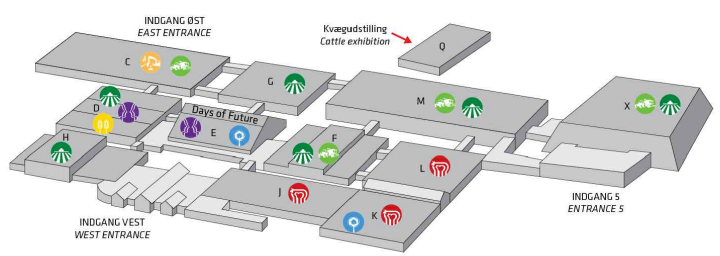 INDGANG ØST
EAST ENTRANCE
Kvægudstilling
Cattle exhibition
Q
C
G
M
X
D
Days of Future
E
H
F
L
J
K
INDGANG 5
ENTRANCE 5
INDGANG VEST
WEST ENTRANCE